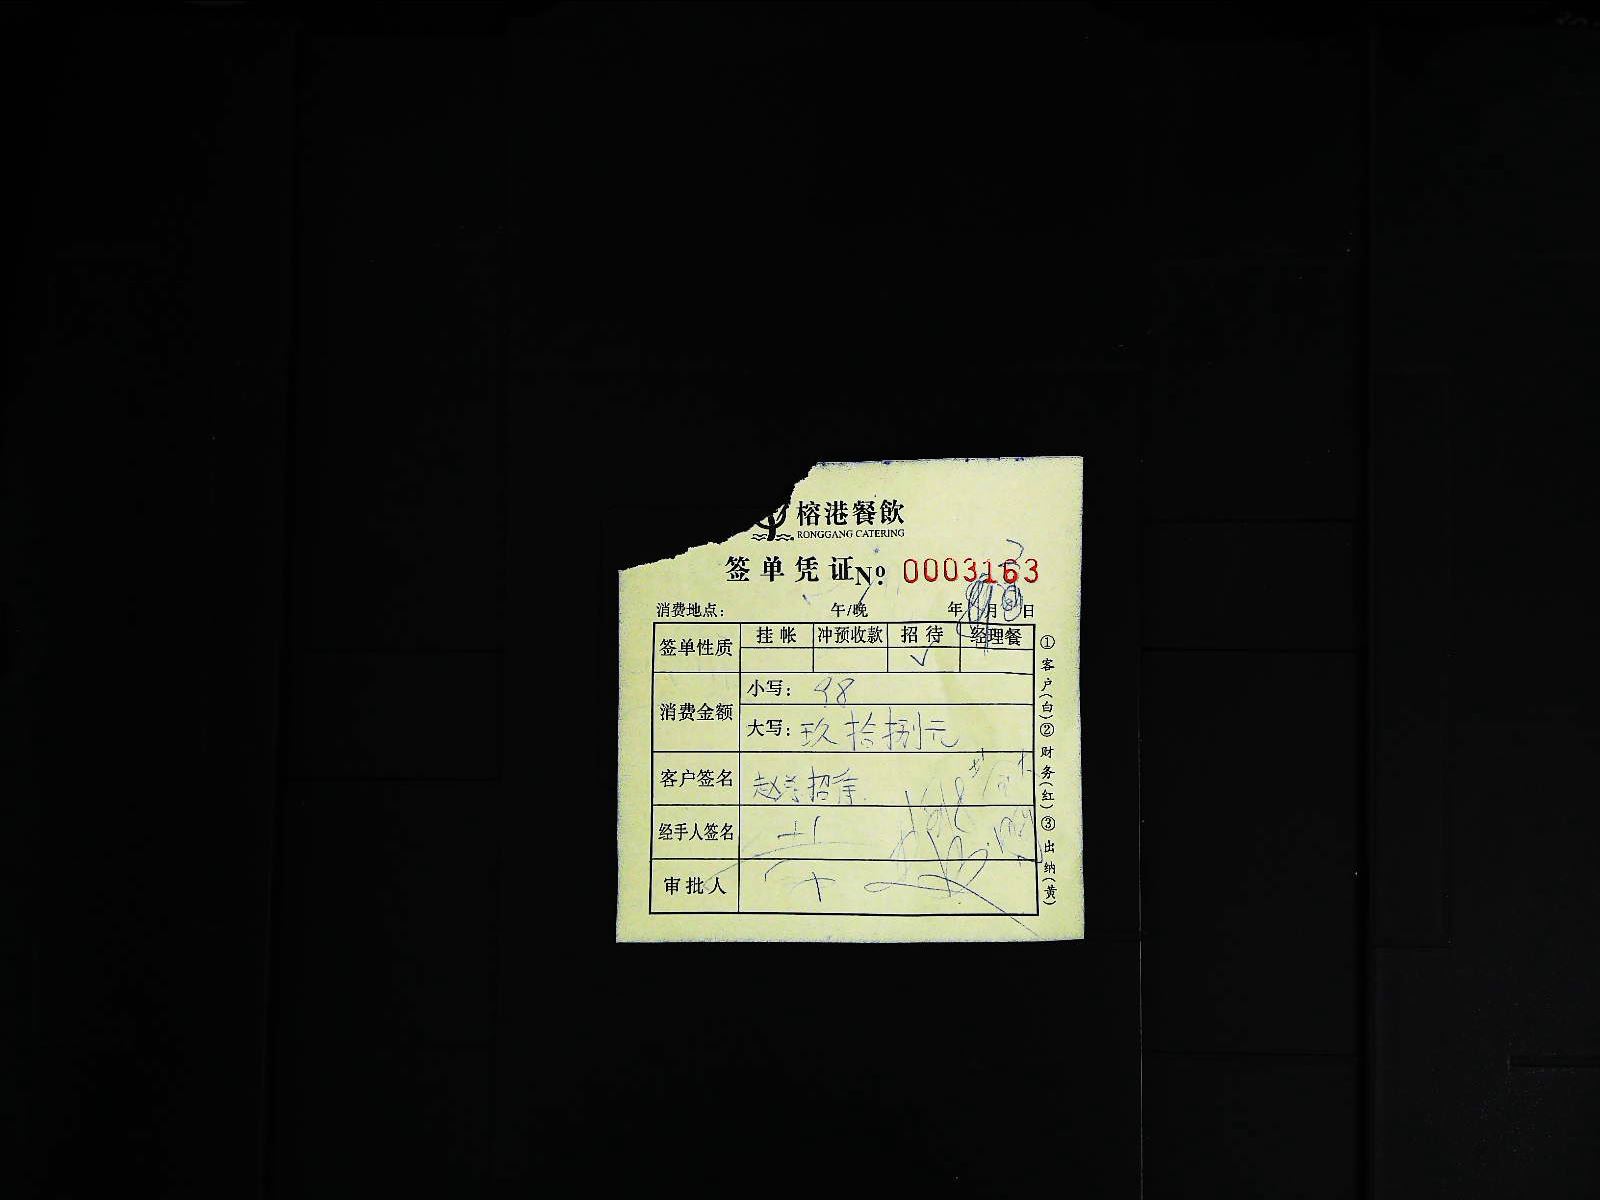 榕港餐飲
RONGGANG CATERING
签单凭证 No: 0003163
消费地点: 午/晚 年 月 日
签单性质 挂帐 冲预收款 招待 经理餐
✓
消费金额 小写: 98
大写: 玖拾捌元
客户签名 赵 招待
经手人签名
审批人
①客户(白)②财务(红)③出纳(黄)